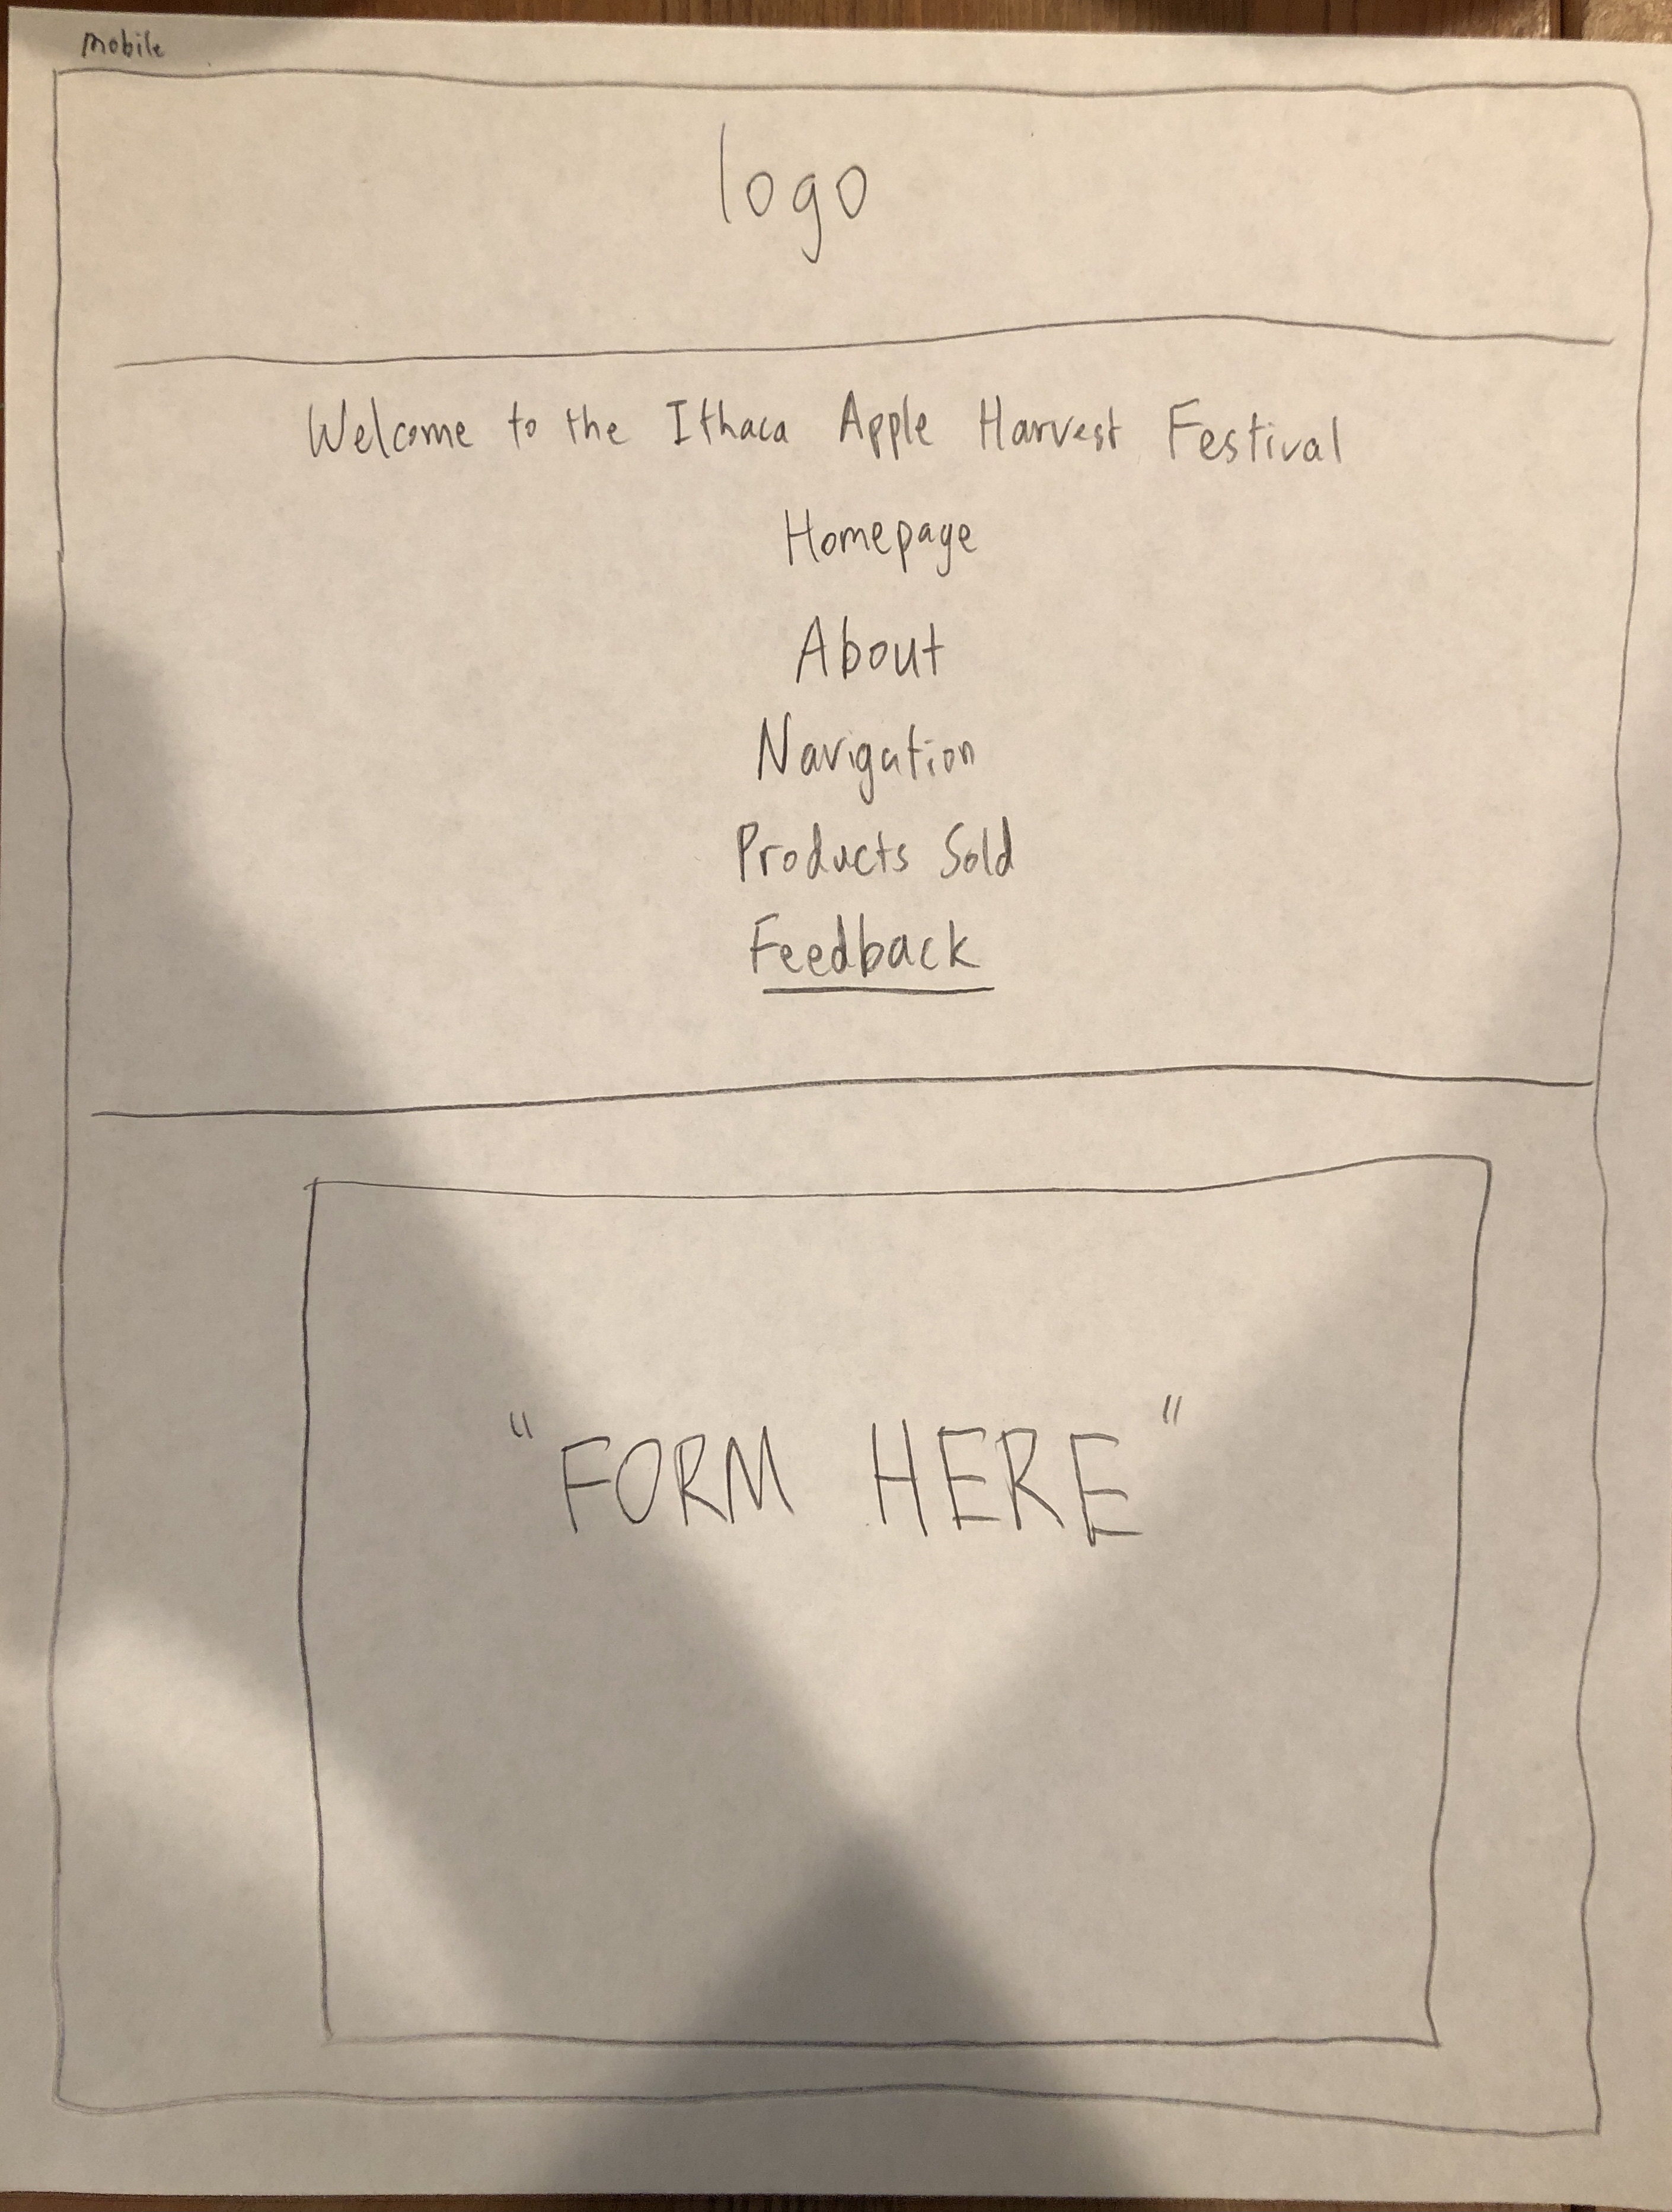 Mobile
logo
Welcome to the Ithaca Apple Harvest Festival
Homepage
About
Navigation
Products Sold
Feedback
"FORM HERE"